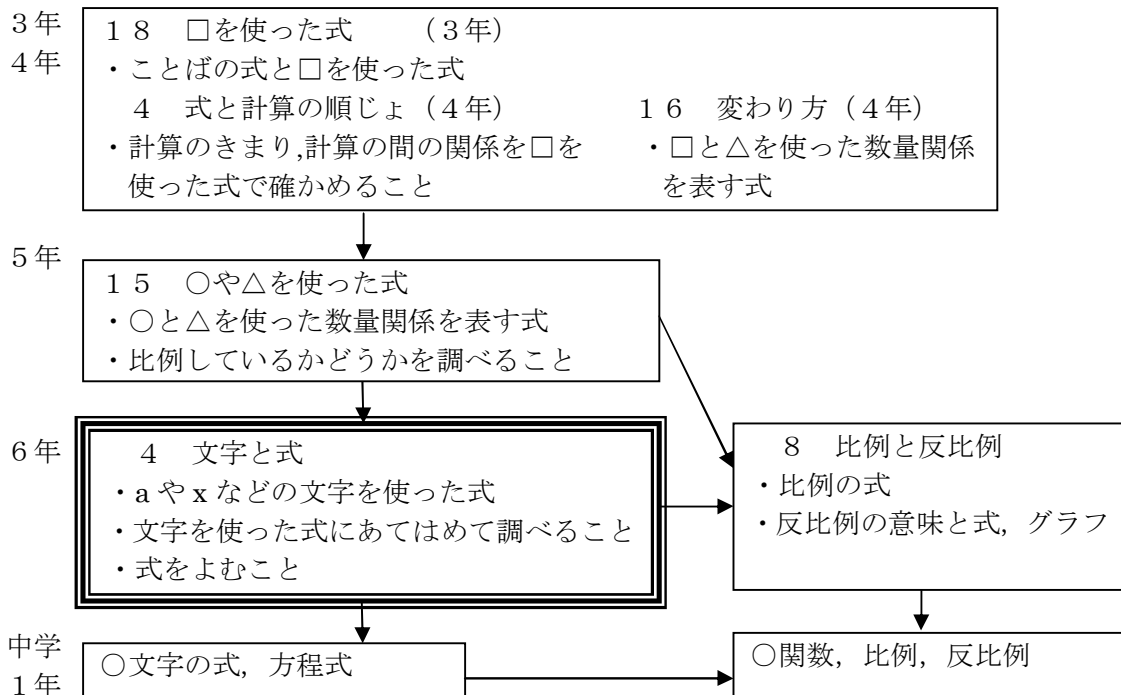 3年
4年
18 □を使った式 (3年)
・ことばの式と□を使った式
4 式と計算の順じょ(4年)
・計算のきまり,計算の間の関係を□を
使った式で確かめること
16 変わり方(4年)
・□と△を使った数量関係
を表す式
5年
15 ○や△を使った式
・○と△を使った数量関係を表す式
・比例しているかどうかを調べること
6年
4 文字と式
・aやxなどの文字を使った式
・文字を使った式にあてはめて調べること
・式をよむこと
8 比例と反比例
・比例の式
・反比例の意味と式,グラフ
中学
1年
○文字の式,方程式
○関数,比例,反比例